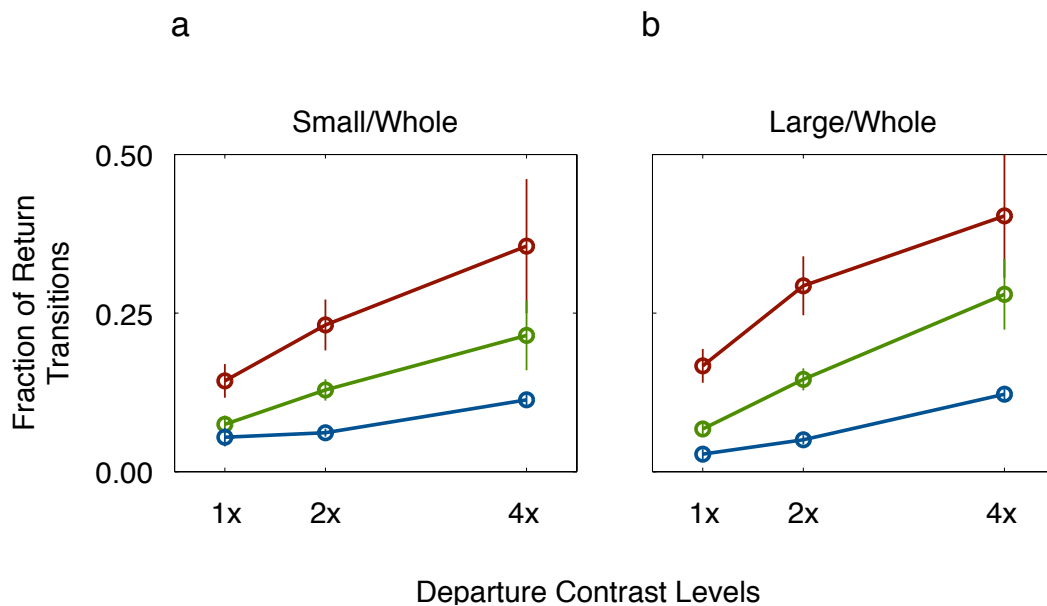 a
b
Small/Whole
Large/Whole
Fraction of Return
Transitions
0.50
0.25
0.00
1x
2x
4x
1x
2x
4x
Departure Contrast Levels